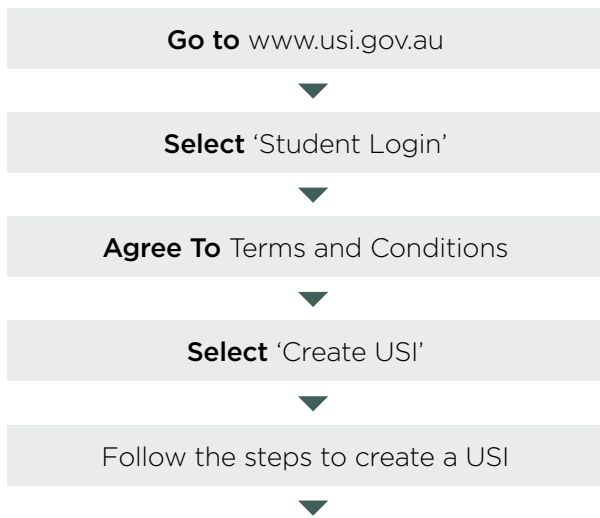 Go to www.usi.gov.au
Select ‘Student Login’
Agree To Terms and Conditions
Select ‘Create USI’
Follow the steps to create a USI